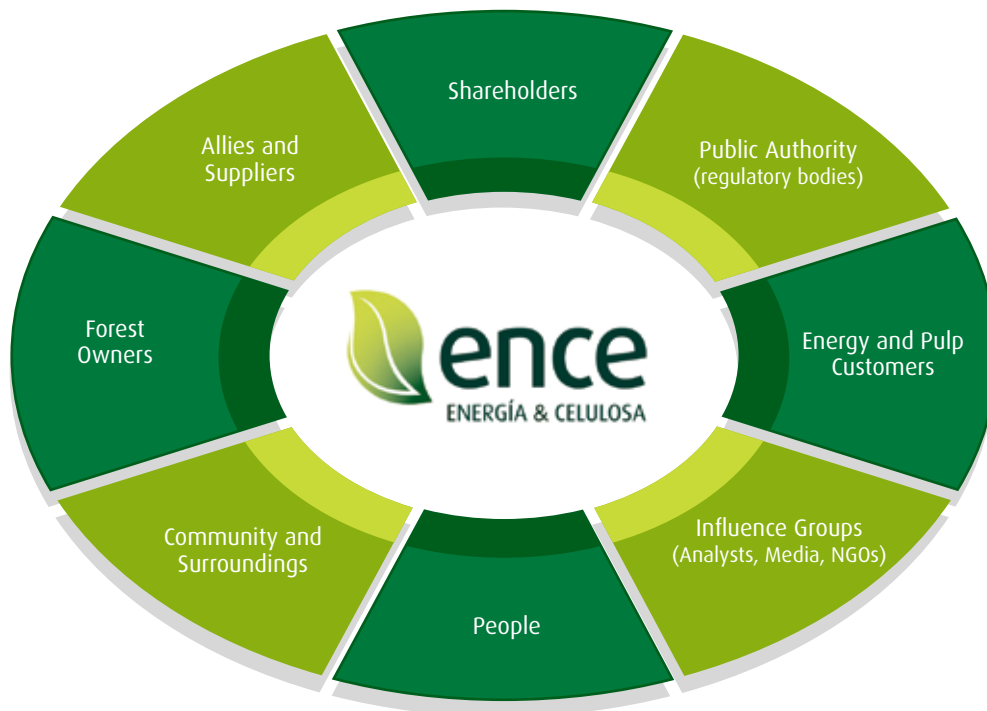 Shareholders
Public Authority
(regulatory bodies)
Energy and Pulp
Customers
Influence Groups
(Analysts, Media, NGOs)
People
Community and
Surroundings
Forest
Owners
Allies and
Suppliers
ence
ENERGÍA & CELULOSA